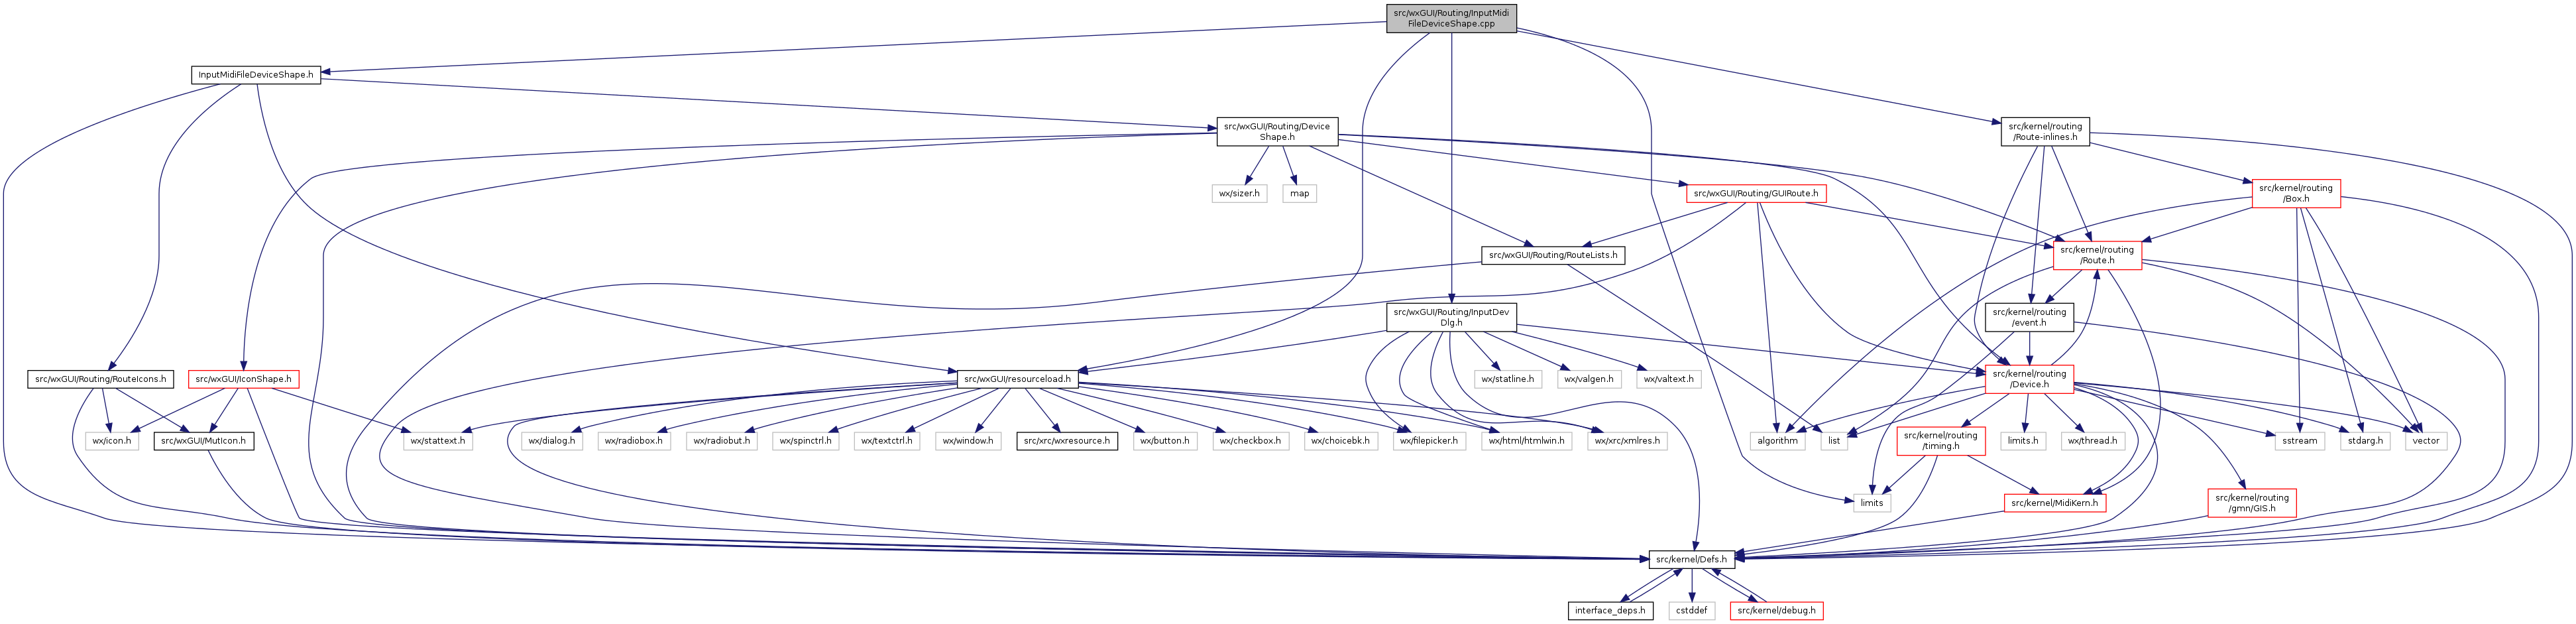 src/wxGUI/Routing/InputMidi
FileDeviceShape.cpp
InputMidiFileDeviceShape.h
src/wxGUI/Routing/Device
Shape.h
src/kernel/routing
/Route-inlines.h
wx/sizer.h
map
src/wxGUI/Routing/GUIRoute.h
src/kernel/routing
/Box.h
src/wxGUI/Routing/RouteLists.h
src/kernel/routing
/Route.h
src/wxGUI/Routing/InputDev
Dlg.h
src/kernel/routing
/event.h
src/wxGUI/Routing/RouteIcons.h
src/wxGUI/IconShape.h
src/wxGUI/resourceload.h
wx/statline.h
wx/valgen.h
wx/valtext.h
src/kernel/routing
/Device.h
wx/icon.h
src/wxGUI/MutIcon.h
wx/stattext.h
wx/dialog.h
wx/radiobox.h
wx/radiobut.h
wx/spinctrl.h
wx/textctrl.h
wx/window.h
src/xrc/wxresource.h
wx/button.h
wx/checkbox.h
wx/choicebk.h
wx/filepicker.h
wx/html/htmlwin.h
wx/xrc/xmlres.h
algorithm
list
src/kernel/routing
/timing.h
limits.h
wx/thread.h
sstream
stdarg.h
vector
limits
src/kernel/MidiKern.h
src/kernel/routing
/gmn/GIS.h
src/kernel/Defs.h
interface_deps.h
cstddef
src/kernel/debug.h